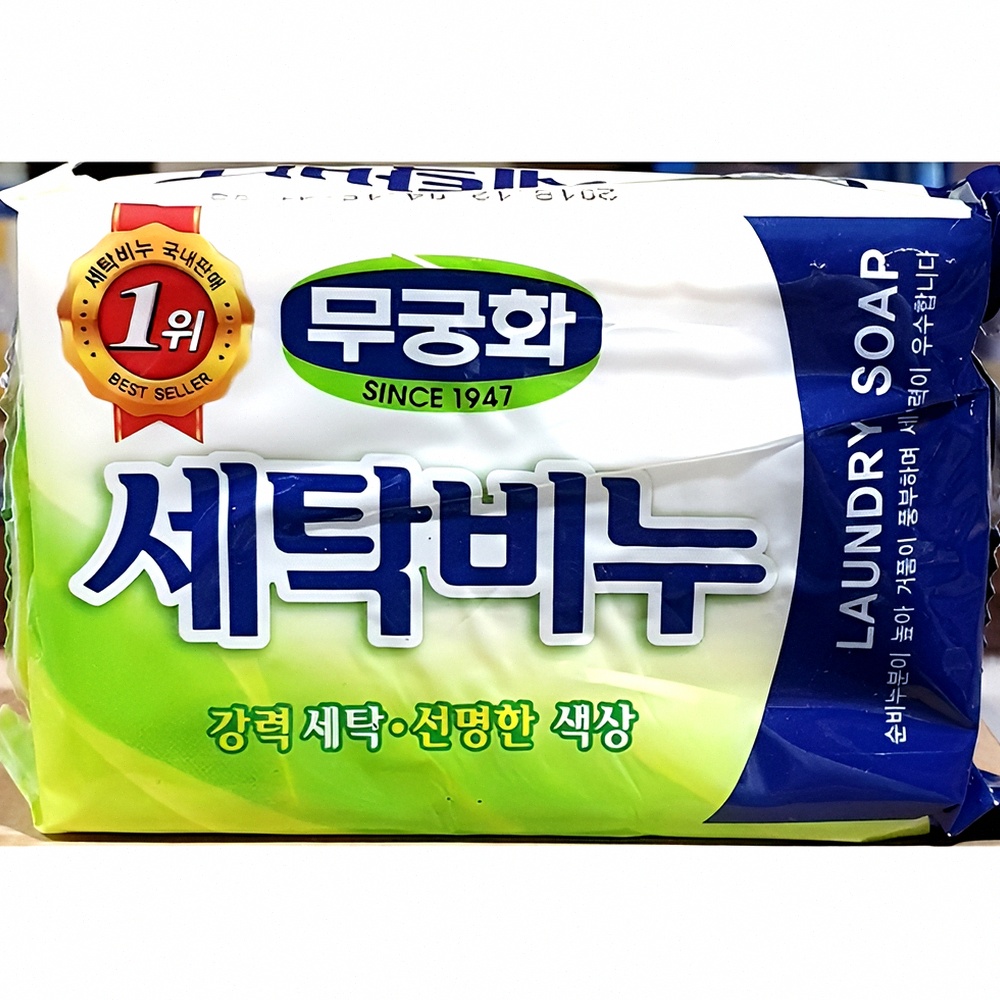 세탁비누 국내판매
1위
BEST SELLER
무궁화
SINCE 1947
세탁비누
강력 세탁·선명한 색상
LAUNDRY SOAP
순비누분이 높아 거품이 풍부하며 세척력이 우수합니다